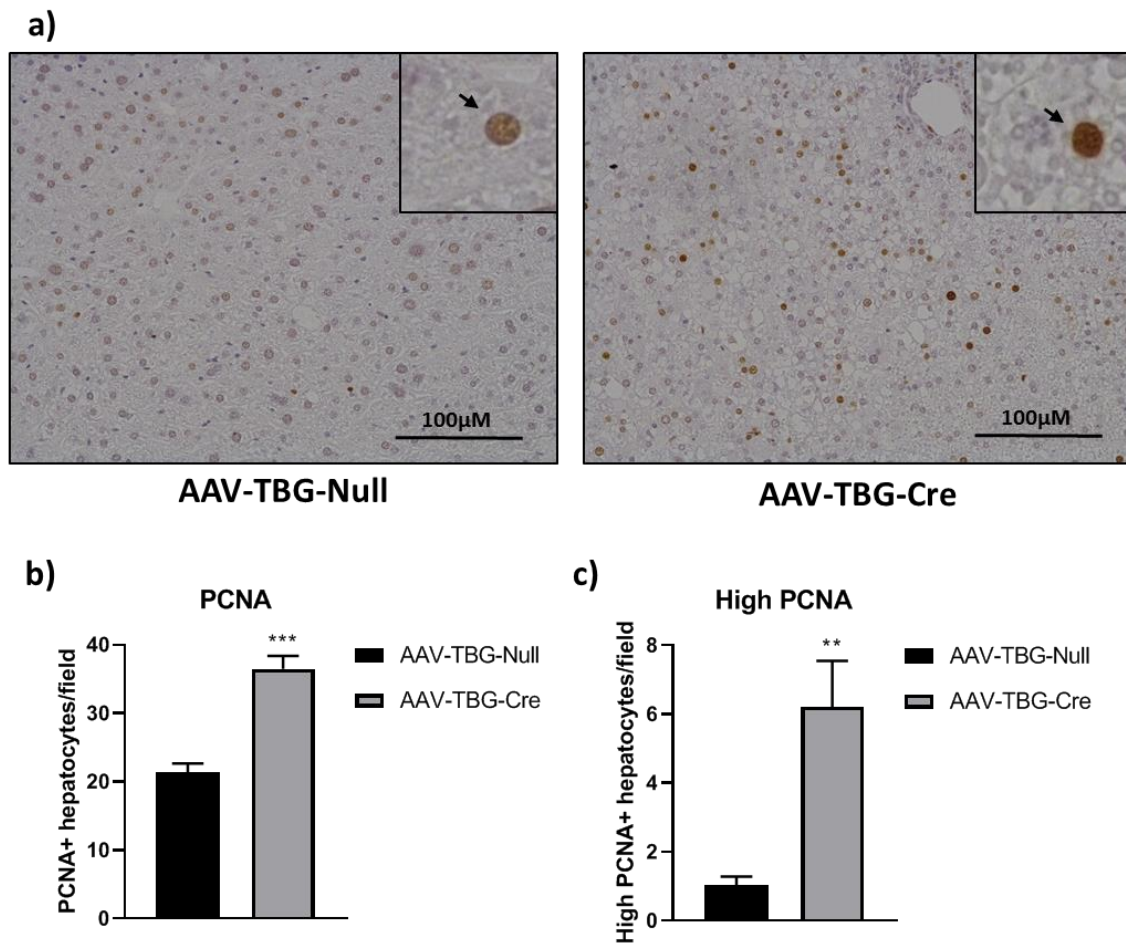 a)
100µM
100µM
AAV-TBG-Null
AAV-TBG-Cre
b)
PCNA
PCNA+ hepatocytes/field
40
30
20
10
0
***
AAV-TBG-Null
AAV-TBG-Cre
c)
High PCNA
High PCNA+ hepatocytes/field
8
6
4
2
0
**
AAV-TBG-Null
AAV-TBG-Cre